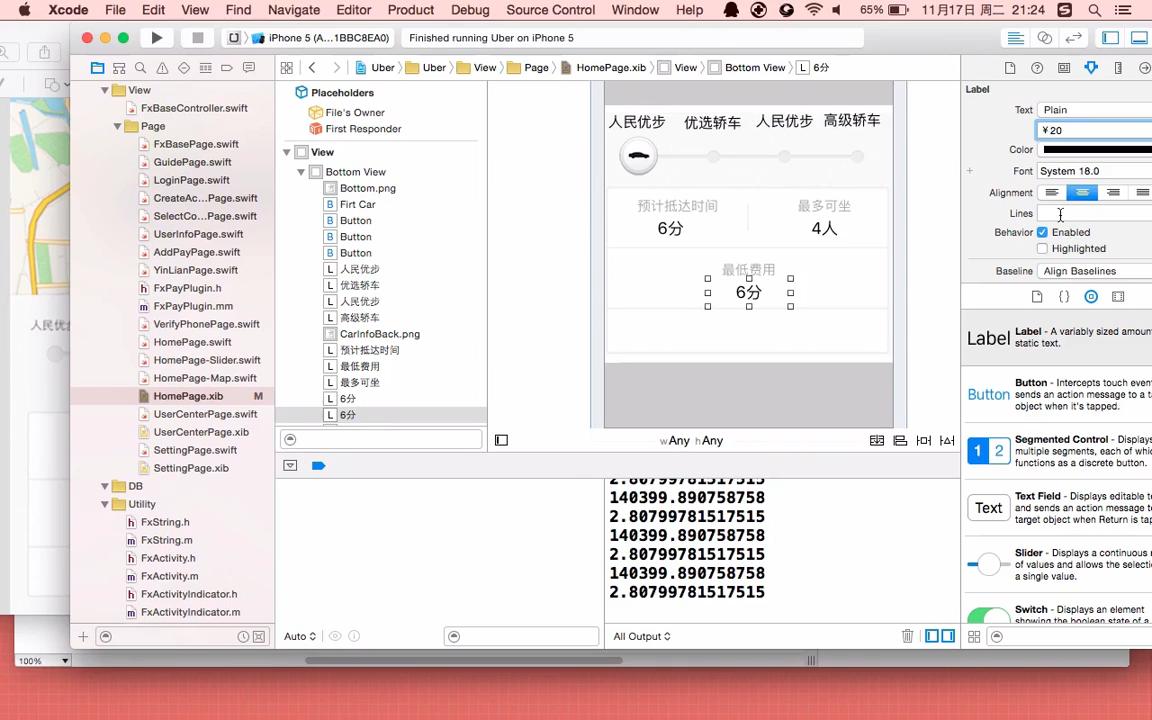 Xcode File Edit View Find Navigate Editor Product Debug Source Control Window Help 65% 11月17日 周二 21:24
iPhone 5 (A...1BBC8EA0) Finished running Uber on iPhone 5
Uber Uber View Page HomePage.xib View Bottom View L 6分
View
FxBaseController.swift
Page
FxBasePage.swift
GuidePage.swift
LoginPage.swift
CreateAc...Page.swift
SelectCo...Page.swift
UserInfoPage.swift
AddPayPage.swift
YinLianPage.swift
FxPayPlugin.h
FxPayPlugin.mm
VerifyPhonePage.swift
HomePage.swift
HomePage-Slider.swift
HomePage-Map.swift
HomePage.xib M
UserCenterPage.swift
UserCenterPage.xib
SettingPage.swift
SettingPage.xib
DB
Utility
FxString.h
FxString.m
FxActivity.h
FxActivity.m
FxActivityIndicator.h
FxActivityIndicator.m
Placeholders
File's Owner
First Responder
View
Bottom View
Bottom.png
B Firt Car
B Button
B Button
B Button
L 人民优步
L 优选轿车
L 人民优步
L 高级轿车
CarInfoBack.png
L 预计抵达时间
L 最低费用
L 最多可坐
L 6分
L 6分
人民优步 优选轿车 人民优步 高级轿车
预计抵达时间 最多可坐
6分 4人
最低费用
6分
wAny hAny
2.80799781517515
140399.890758758
2.80799781517515
140399.890758758
2.80799781517515
140399.890758758
2.80799781517515
Auto
All Output
Label
Text Plain
¥20
Color
Font System 18.0
Alignment
Lines
Behavior Enabled
Highlighted
Baseline Align Baselines
Label Label - A variably sized amou
static text.
Button Button - Intercepts touch event
sends an action message to a ta
object when it's tapped.
1 2 Segmented Control - Displays
multiple segments, each of whic
functions as a discrete button.
Text Text Field - Displays editable te
and sends an action message to
target object when Return is tap
Slider - Displays a continuous r
of values and allows the selectio
a single value.
Switch - Displays an element
showing the boolean state of a
人民优
100%